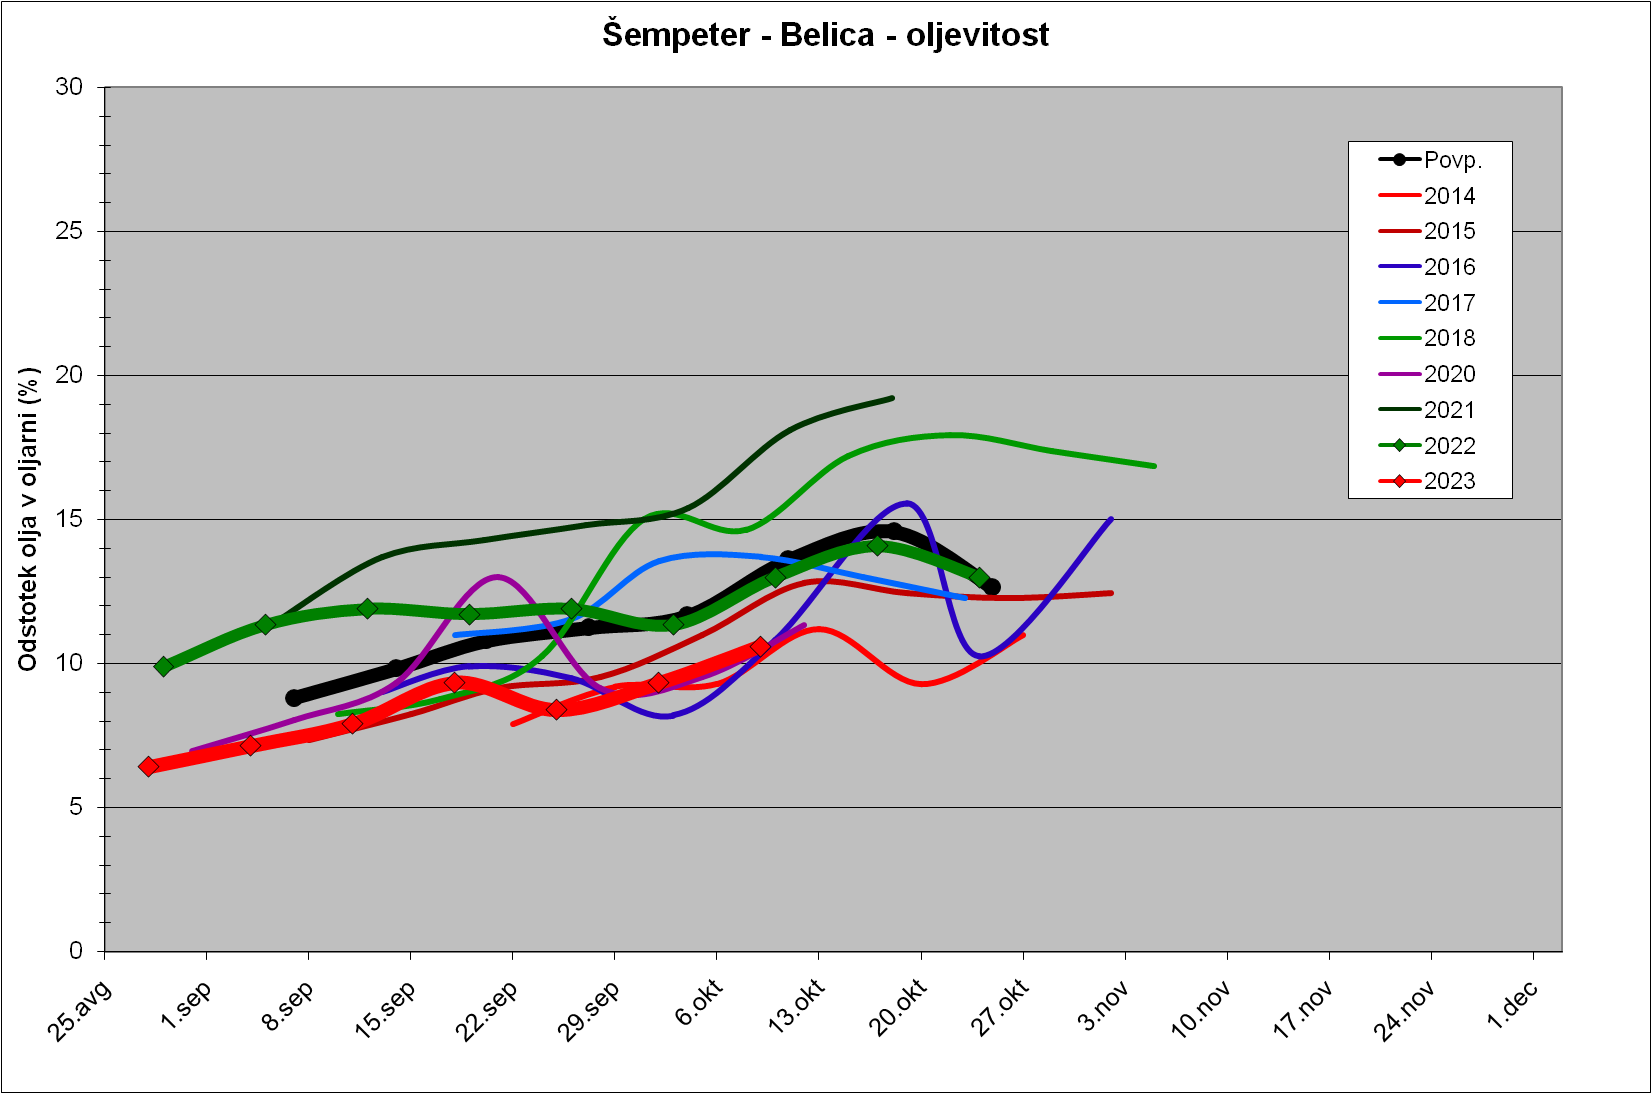 Šempeter - Belica - oljevitost
Odstotek olja v oljarni (%)
30
25
20
15
10
5
0
25.avg
1.sep
8.sep
15.sep
22.sep
29.sep
6.okt
13.okt
20.okt
27.okt
3.nov
10.nov
17.nov
24.nov
1.dec
Povp.
2014
2015
2016
2017
2018
2020
2021
2022
2023